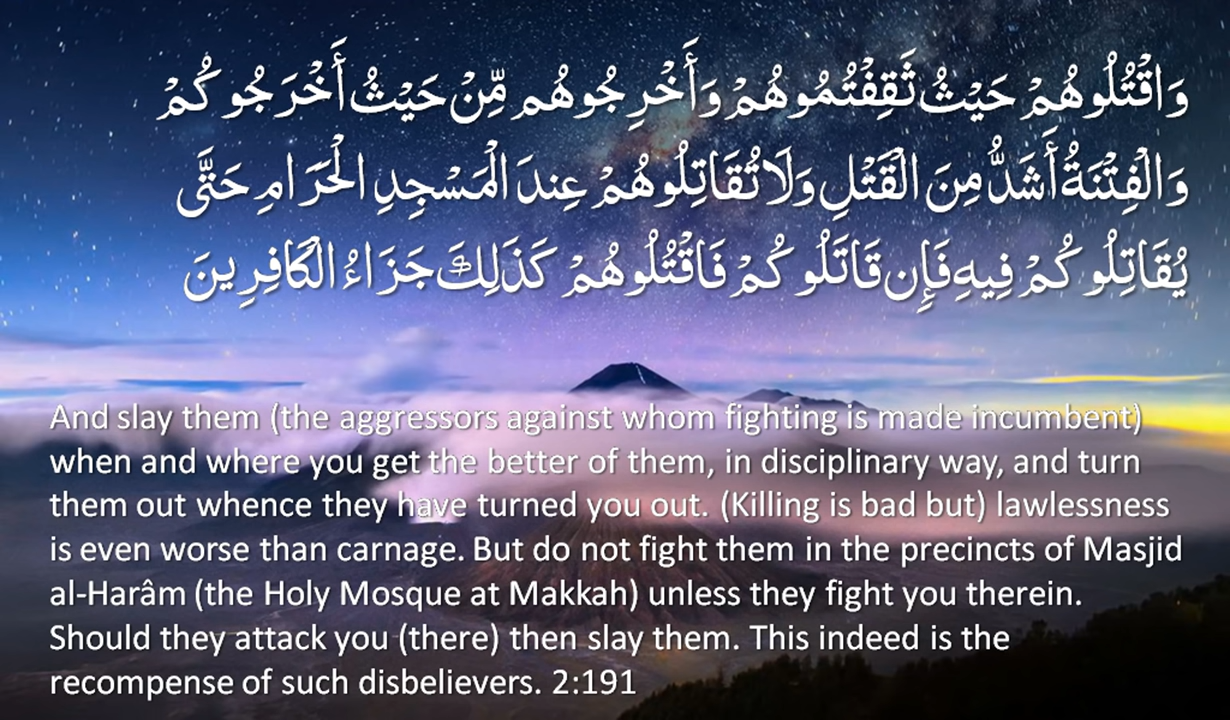 وَاقْتُلُوهُمْ حَيْثُ ثَقِفْتُمُوهُمْ وَأَخْرِجُوهُم مِّنْ حَيْثُ أَخْرَجُوكُمْ
وَالْفِتْنَةُ أَشَدُّ مِنَ الْقَتْلِ وَلَا تُقَاتِلُوهُمْ عِندَ الْمَسْجِدِ الْحَرَامِ حَتَّى
يُقَاتِلُوكُمْ فِيهِ فَإِن قَاتَلُوكُمْ فَاقْتُلُوهُمْ كَذَلِكَ جَزَاءُ الْكَافِرِينَ
And slay them (the aggressors against whom fighting is made incumbent)
when and where you get the better of them, in disciplinary way, and turn
them out whence they have turned you out. (Killing is bad but) lawlessness
is even worse than carnage. But do not fight them in the precincts of Masjid
al-Harâm (the Holy Mosque at Makkah) unless they fight you therein.
Should they attack you (there) then slay them. This indeed is the
recompense of such disbelievers. 2:191